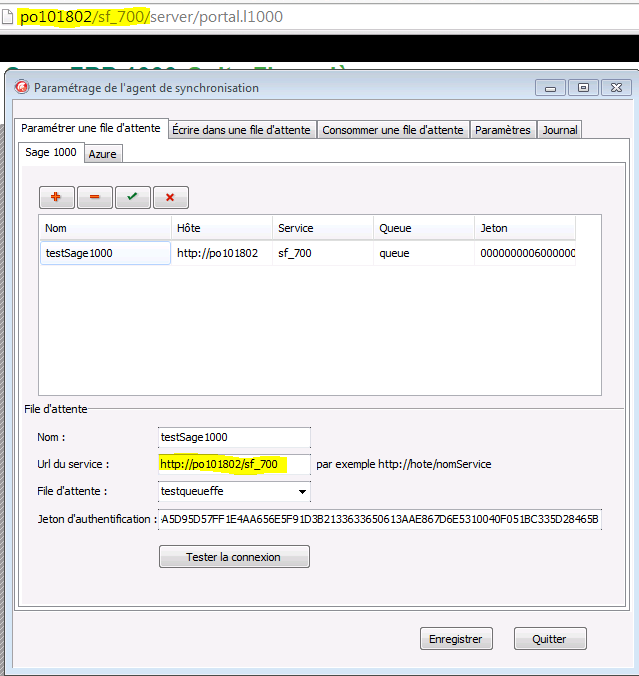 po101802/sf_700/server/portal.l1000
Paramétrage de l'agent de synchronisation
Paramétrer une file d'attente Écrire dans une file d'attente Consommer une file d'attente Paramètres Journal
Sage 1000 Azure
Nom Hôte Service Queue Jeton
testSage1000 http://po101802 sf_700 queue 0000000006000000
File d'attente
Nom : testSage1000
Url du service : http://po101802/sf_700 par exemple http://hote/nomService
File d'attente : testqueueffe
Jeton d'authentification : A5D95D57FF1E4AA656E5F91D3B2133633650613AAE867D6E5310040F051BC335D28465B
Tester la connexion
Enregistrer Quitter